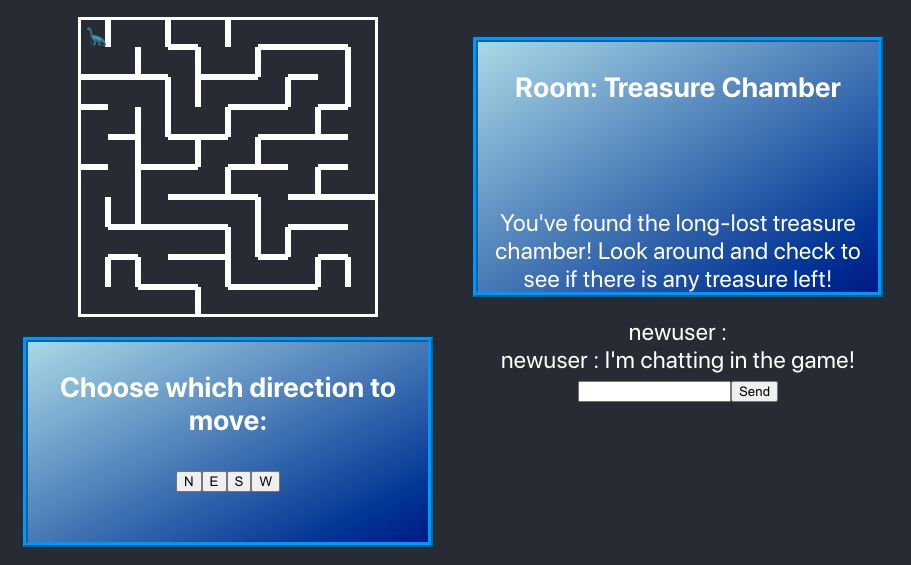 Room: Treasure Chamber
You've found the long-lost treasure
chamber! Look around and check to
see if there is any treasure left!
newuser :
newuser : I'm chatting in the game!
Send
Choose which direction to
move:
N E S W